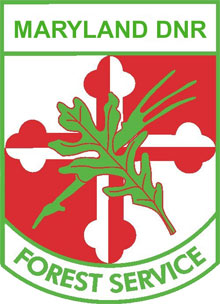 MARYLAND DNR
FOREST SERVICE